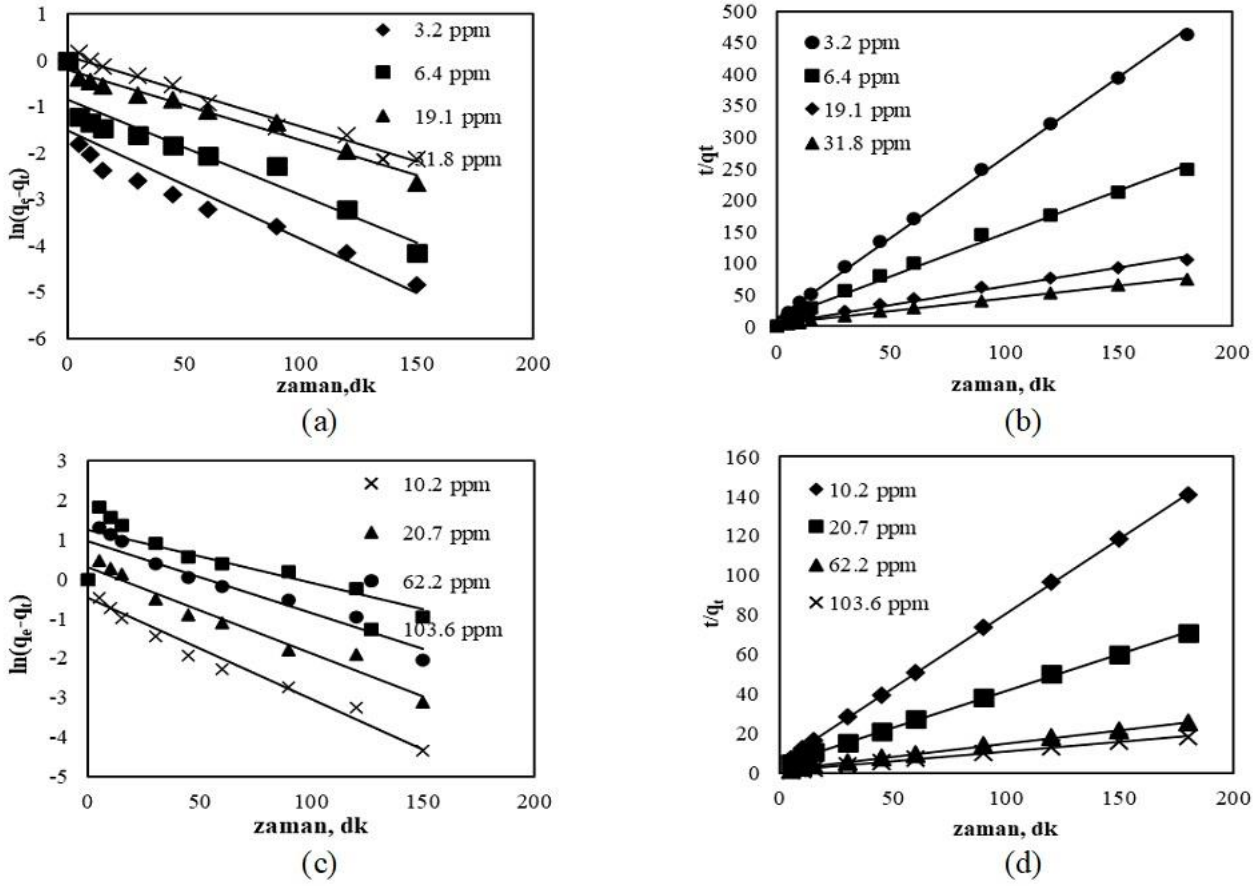 1
0
-1
-2
-3
-4
-5
-6
ln(qe-qt)
3.2 ppm
6.4 ppm
19.1 ppm
31.8 ppm
0 50 100 150 200
zaman,dk
(a)
500
450
400
350
300
250
200
150
100
50
0
t/qt
3.2 ppm
6.4 ppm
19.1 ppm
31.8 ppm
0 50 100 150 200
zaman, dk
(b)
3
2
1
0
-1
-2
-3
-4
-5
ln(qe-qt)
10.2 ppm
20.7 ppm
62.2 ppm
103.6 ppm
0 50 100 150 200
zaman, dk
(c)
160
140
120
100
80
60
40
20
0
t/qt
10.2 ppm
20.7 ppm
62.2 ppm
103.6 ppm
0 50 100 150 200
zaman, dk
(d)